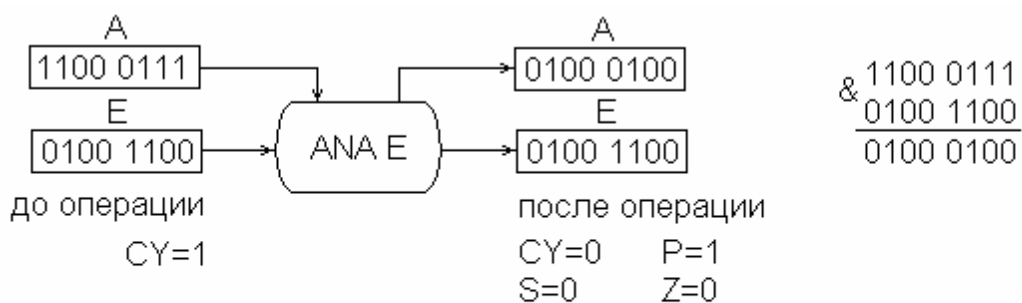 A
1100 0111
E
0100 1100
до операции
CY=1
ANA E
A
0100 0100
E
0100 1100
после операции
CY=0 P=1
S=0 Z=0
& 1100 0111
0100 1100
0100 0100